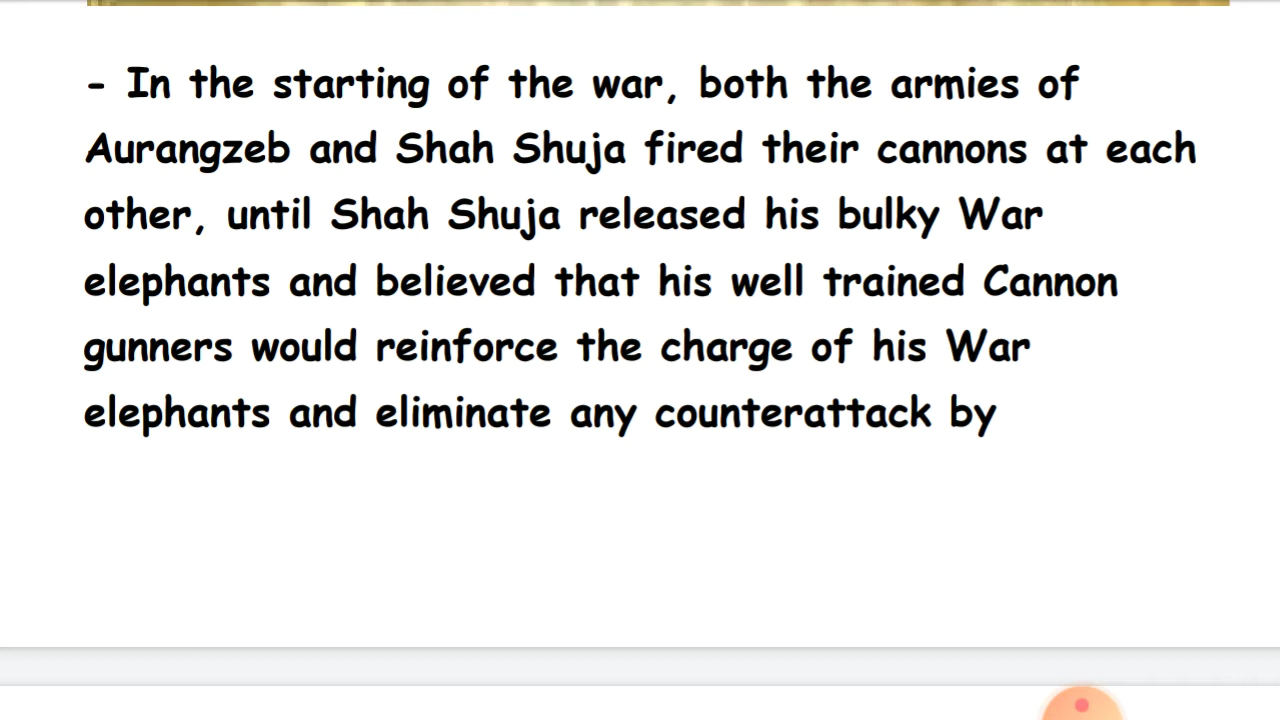 - In the starting of the war, both the armies of
Aurangzeb and Shah Shuja fired their cannons at each
other, until Shah Shuja released his bulky War
elephants and believed that his well trained Cannon
gunners would reinforce the charge of his War
elephants and eliminate any counterattack by